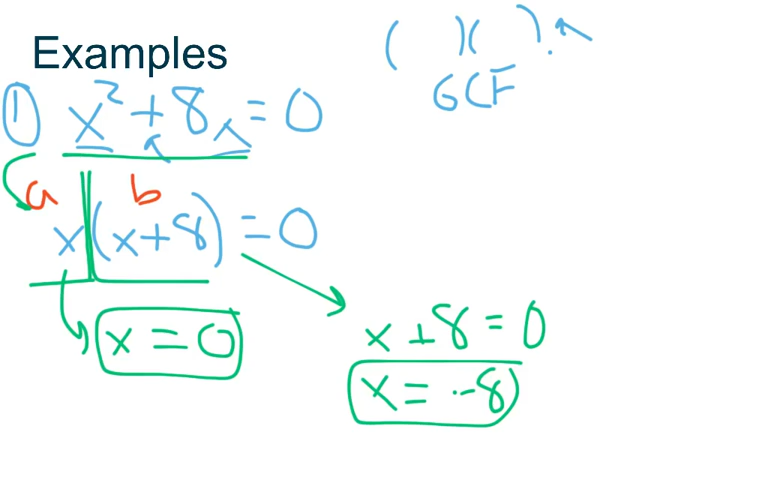 Examples
( )( )
GCF
① x² + 8x = 0
a b
x(x+8) = 0
x = 0
x + 8 = 0
x = -8